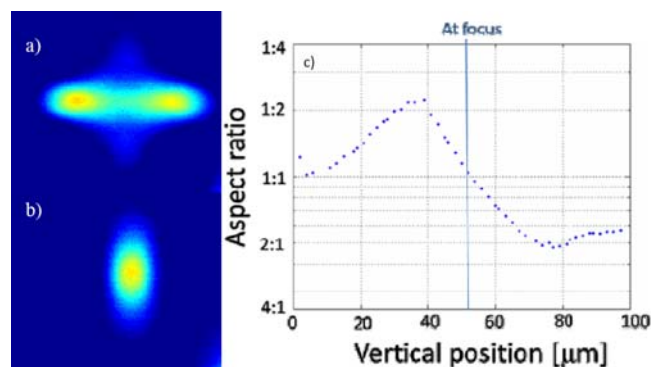 a)
b)
At focus
c)
Aspect ratio
1:4
1:2
1:1
2:1
4:1
0
20
40
60
80
100
Vertical position [μm]